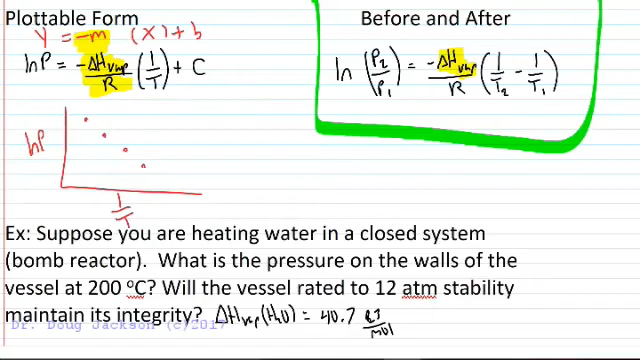 Plottable Form
Y = -m (X) + b
lnP = -ΔHvap/R (1/T) + C
lnP
1/T
Before and After
ln (P2/P1) = -ΔHvap/R (1/T2 - 1/T1)
Ex: Suppose you are heating water in a closed system
(bomb reactor).  What is the pressure on the walls of the
vessel at 200 °C? Will the vessel rated to 12 atm stability
maintain its integrity? ΔHvap(H2O) = 40.7 kJ/mol
Dr. Doug Jackson (c)2017